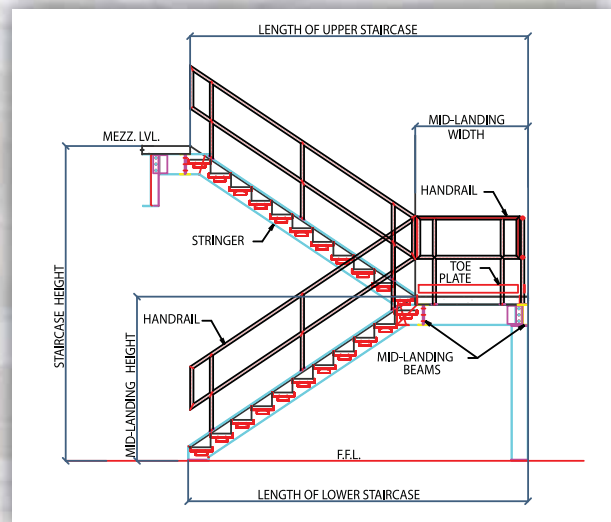 LENGTH OF UPPER STAIRCASE
MID-LANDING
WIDTH
MEZZ. LVL.
HANDRAIL
STRINGER
TOE
PLATE
STAIRCASE HEIGHT
MID-LANDING HEIGHT
HANDRAIL
MID-LANDING
BEAMS
F.F.L.
LENGTH OF LOWER STAIRCASE